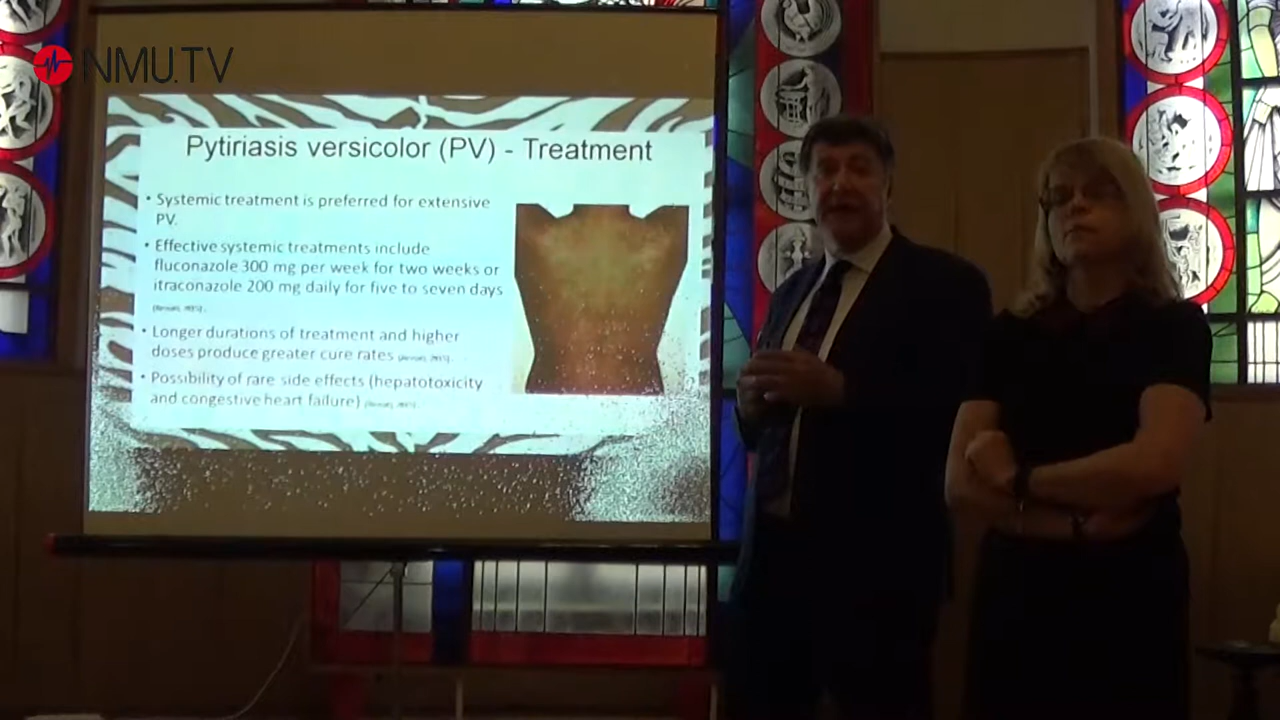 NMU.TV
Pytiriasis versicolor (PV) - Treatment
• Systemic treatment is preferred for extensive
PV.
• Effective systemic treatments include
fluconazole 300 mg per week for two weeks or
itraconazole 200 mg daily for five to seven days
• Longer durations of treatment and higher
doses produce greater cure rates
• Possibility of rare side effects (hepatotoxicity
and congestive heart failure)